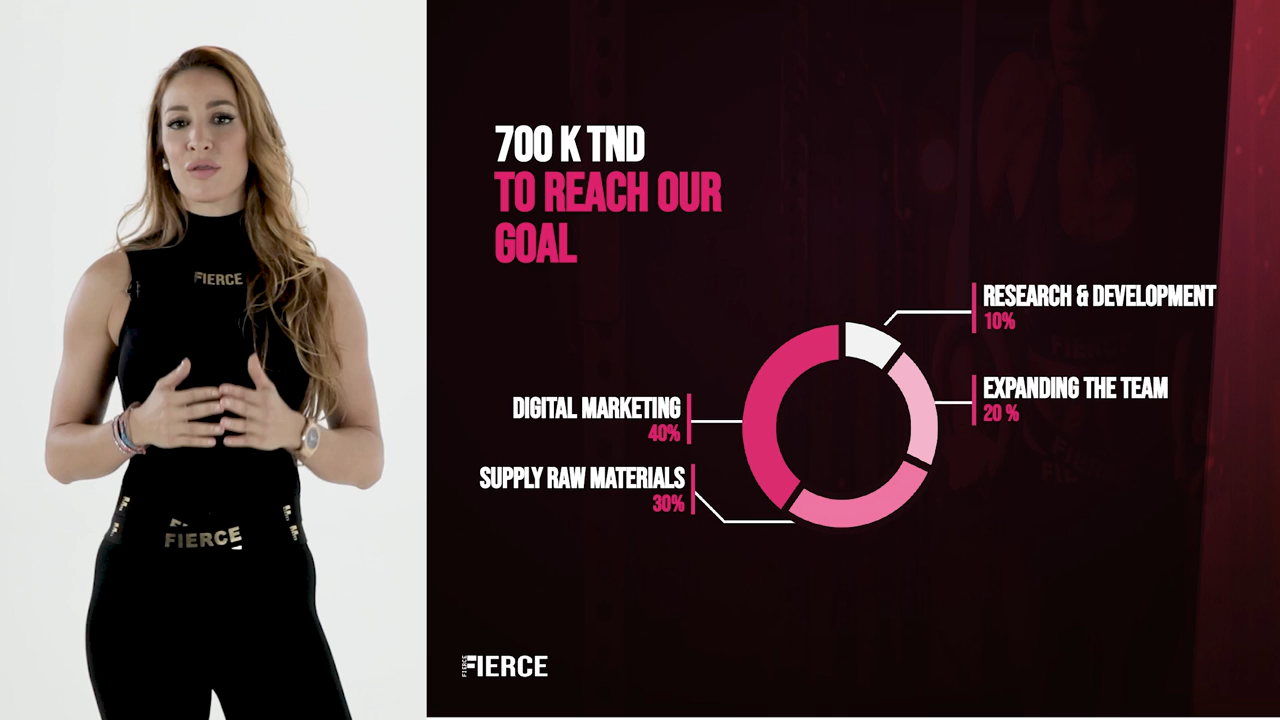 FIERCE
FIERCE
700 K TND
TO REACH OUR
GOAL
RESEARCH & DEVELOPMENT
10%
EXPANDING THE TEAM
20 %
DIGITAL MARKETING
40%
SUPPLY RAW MATERIALS
30%
FIERCE
FIERCE